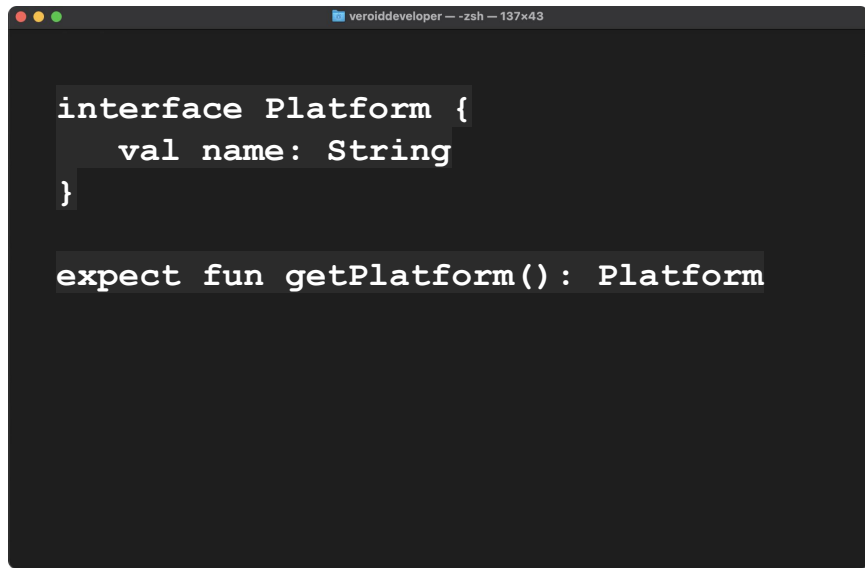 veroiddeveloper — -zsh — 137×43
interface Platform {
   val name: String
}
expect fun getPlatform(): Platform